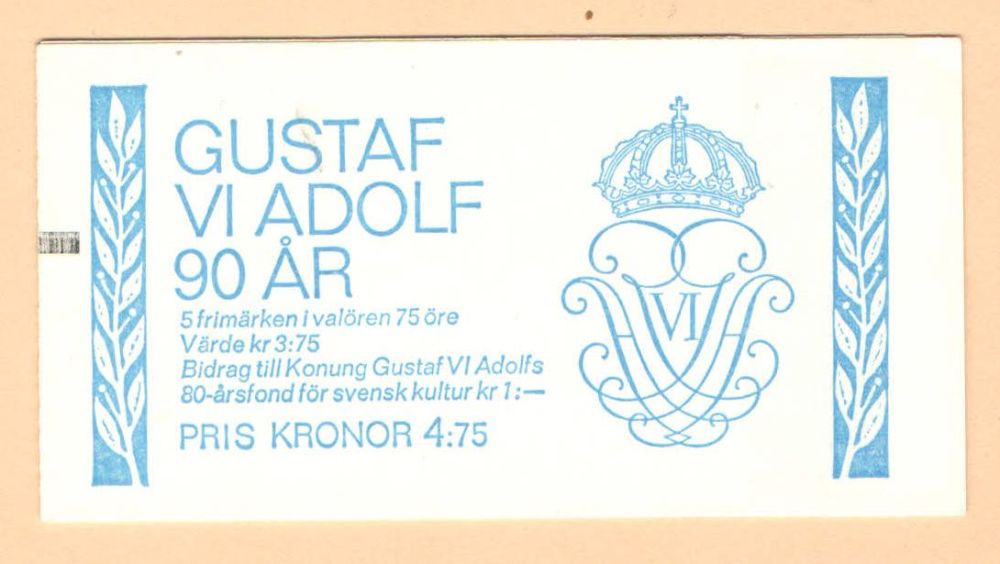 GUSTAF
VI ADOLF
90 ÅR
5 frimärken i valören 75 öre
Värde kr 3:75
Bidrag till Konung Gustaf VI Adolfs
80-årsfond för svensk kultur kr 1:—
PRIS KRONOR 4:75
VI